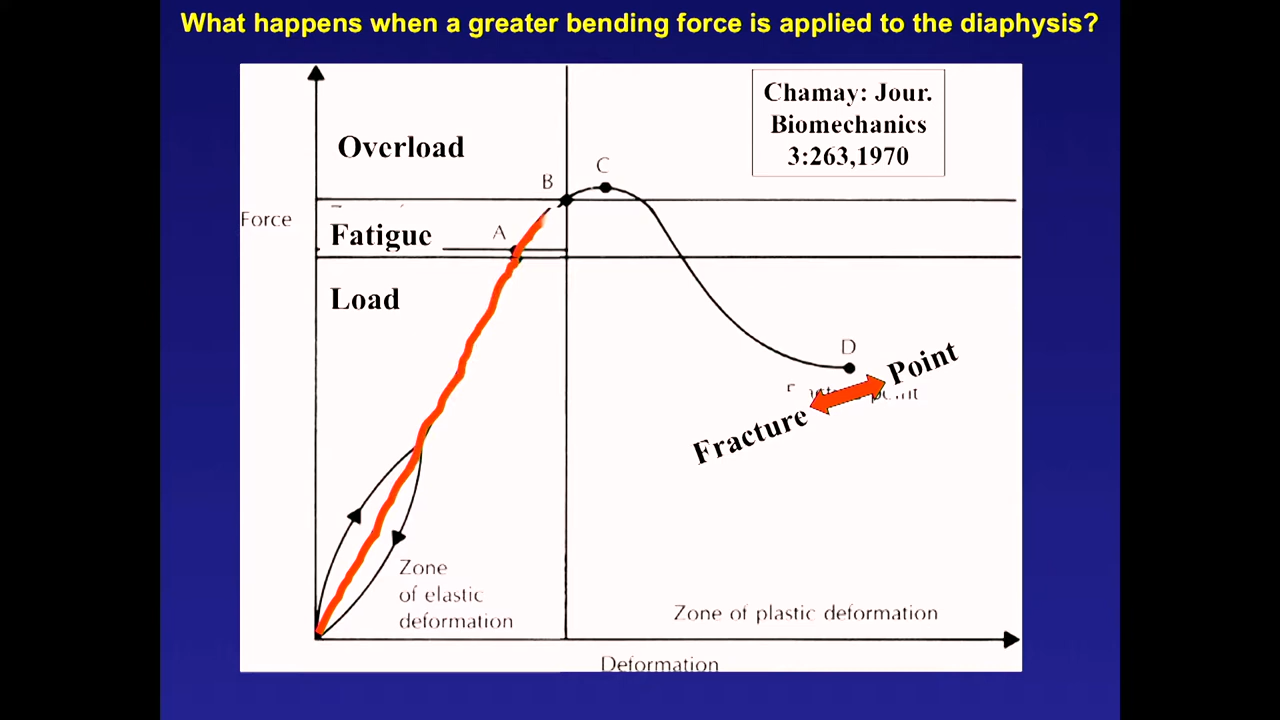 What happens when a greater bending force is applied to the diaphysis?
Chamay: Jour.
Biomechanics
3:263,1970
Overload
C
B
Force
Fatigue
A
Load
D
Point
Fracture
Zone
of elastic
deformation
Zone of plastic deformation
Deformation